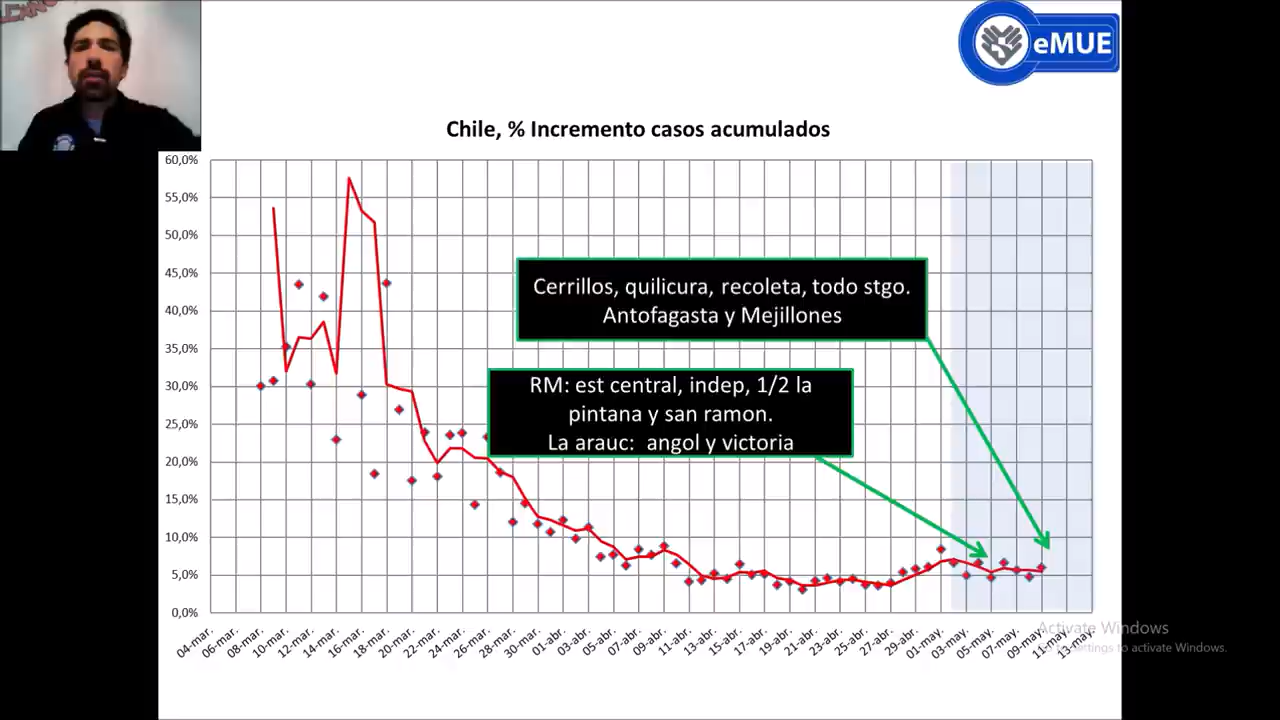 eMUE
Chile, % Incremento casos acumulados
60,0%
55,0%
50,0%
45,0%
40,0%
35,0%
30,0%
25,0%
20,0%
15,0%
10,0%
5,0%
0,0%
Cerrillos, quilicura, recoleta, todo stgo.
Antofagasta y Mejillones
RM: est central, indep, 1/2 la
pintana y san ramon.
La arauc: angol y victoria
04-mar.
06-mar.
08-mar.
10-mar.
12-mar.
14-mar.
16-mar.
18-mar.
20-mar.
22-mar.
24-mar.
26-mar.
28-mar.
30-mar.
01-abr.
03-abr.
05-abr.
07-abr.
09-abr.
11-abr.
13-abr.
15-abr.
17-abr.
19-abr.
21-abr.
23-abr.
25-abr.
27-abr.
29-abr.
01-may.
03-may.
05-may.
07-may.
09-may.
11-may.
13-may.
Activate Windows
settings to activate Windows.